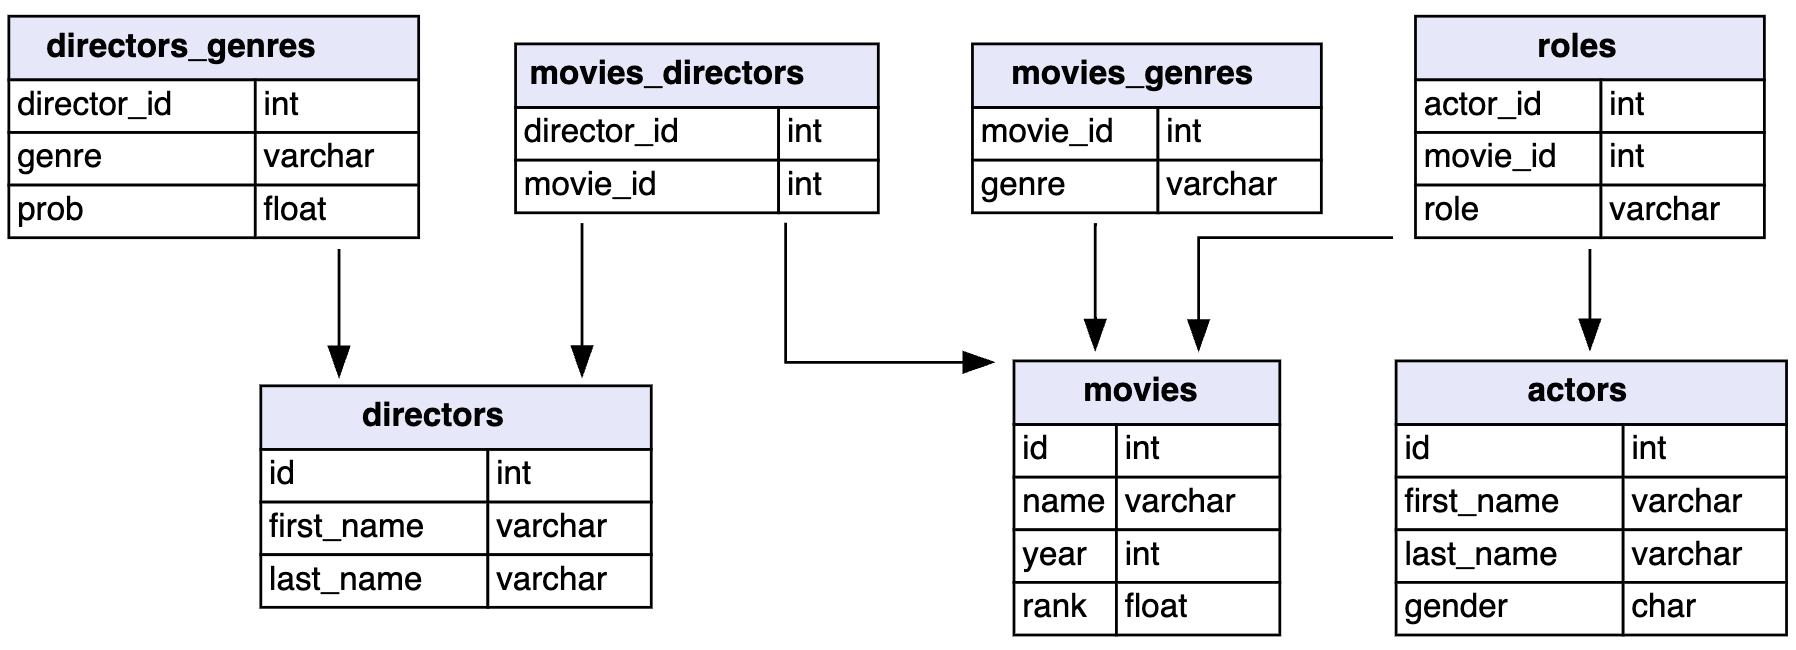 directors_genres
director_id int
genre varchar
prob float
movies_directors
director_id int
movie_id int
movies_genres
movie_id int
genre varchar
roles
actor_id int
movie_id int
role varchar
directors
id int
first_name varchar
last_name varchar
movies
id int
name varchar
year int
rank float
actors
id int
first_name varchar
last_name varchar
gender char